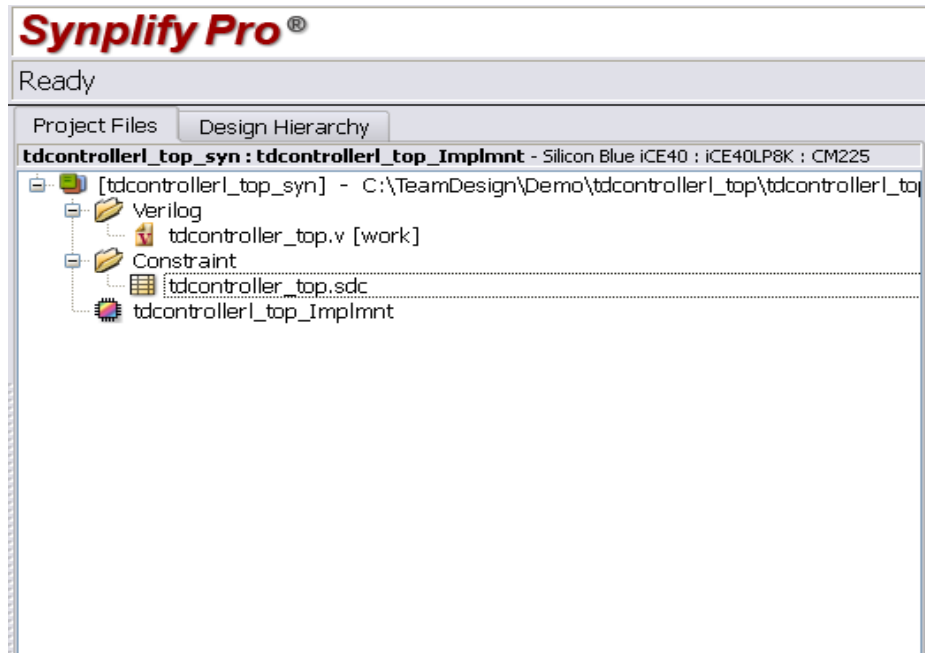 Synplify Pro®
Ready
Project Files Design Hierarchy
tdcontrollerl_top_syn : tdcontrollerl_top_Implmnt - Silicon Blue iCE40 : iCE40LP8K : CM225
[tdcontrollerl_top_syn] - C:\TeamDesign\Demo\tdcontrollerl_top\tdcontrollerl_top
Verilog
tdcontroller_top.v [work]
Constraint
tdcontroller_top.sdc
tdcontrollerl_top_Implmnt